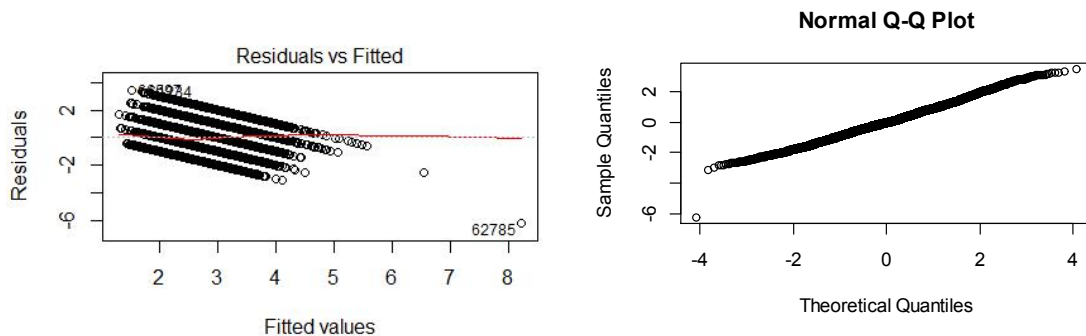 Residuals vs Fitted
Residuals
2
-2
-6
62785
2 3 4 5 6 7 8
Fitted values
Normal Q-Q Plot
Sample Quantiles
2
0
-2
-4
-6
-4 -2 0 2 4
Theoretical Quantiles